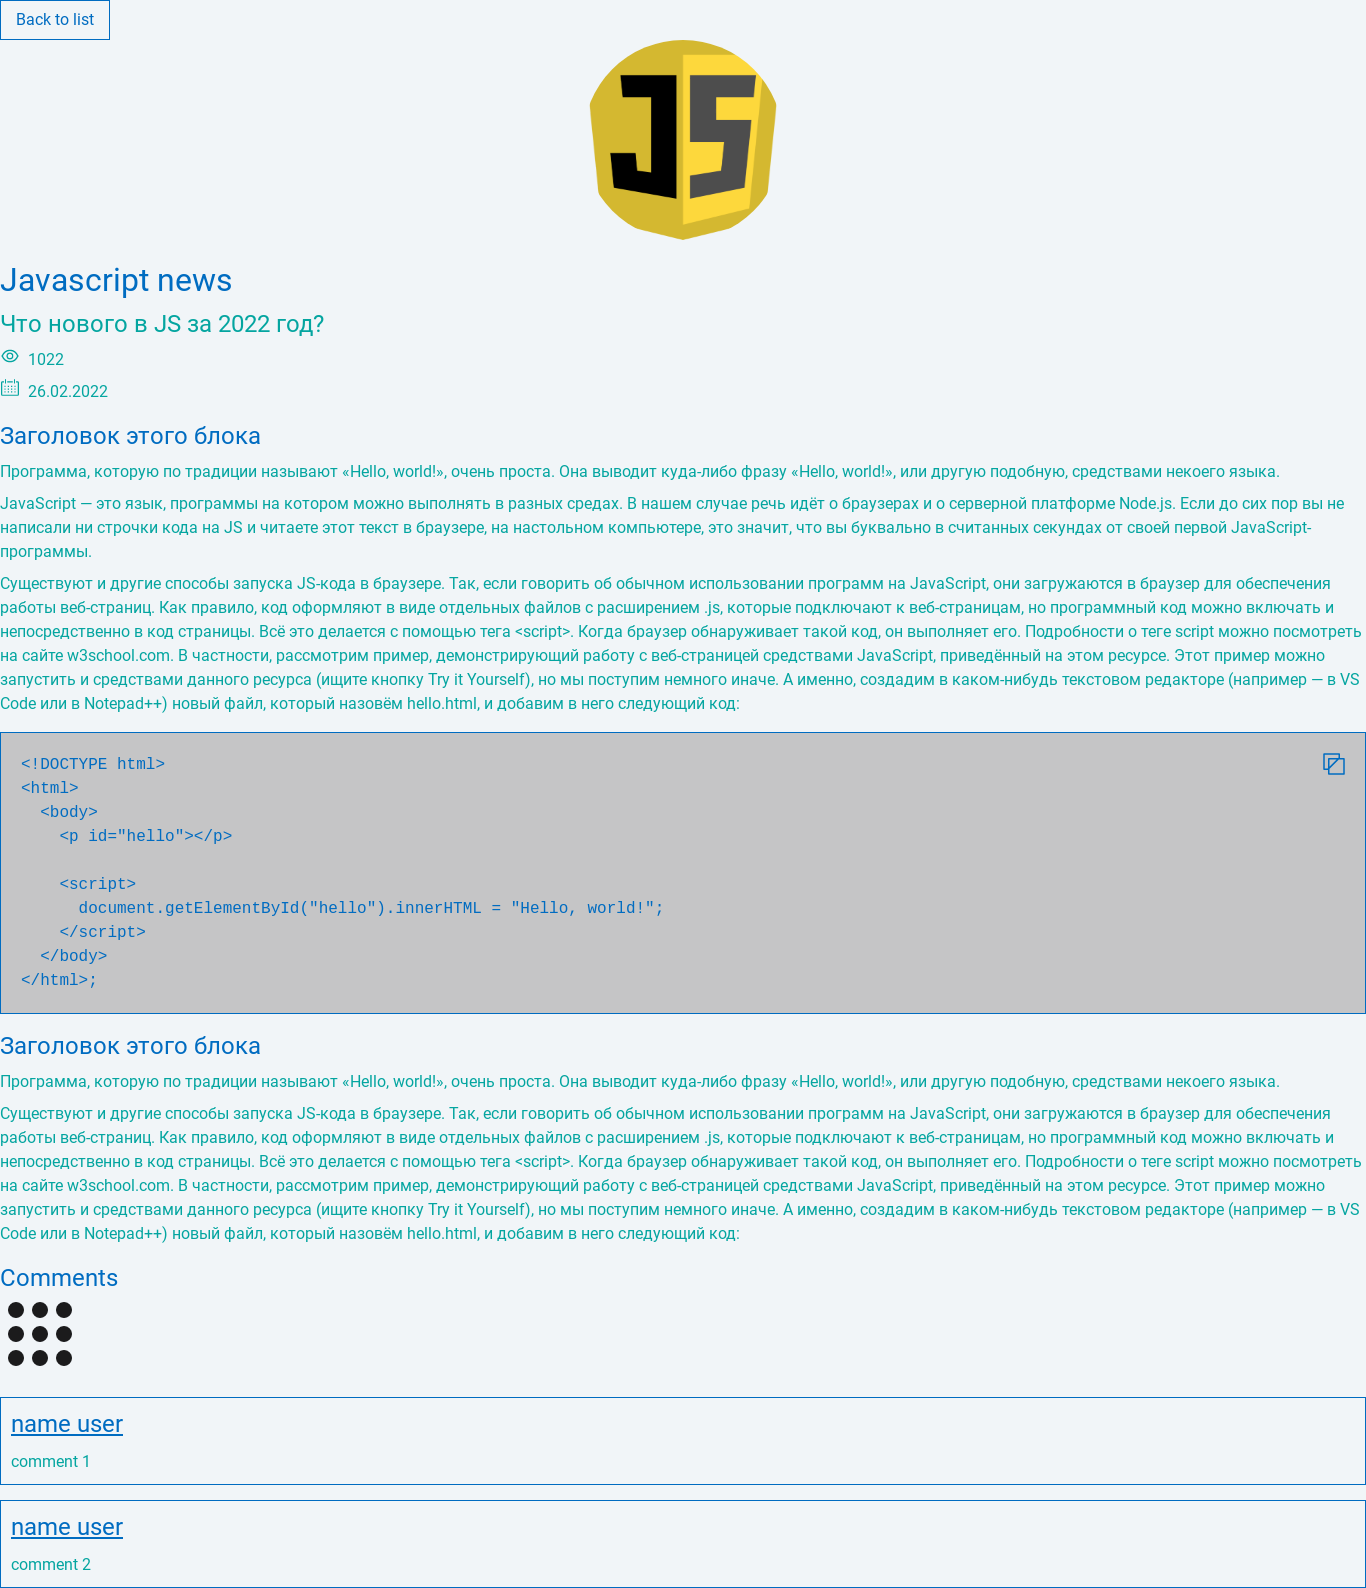 Back to list
JS
Javascript news
Что нового в JS за 2022 год?
1022
26.02.2022
Заголовок этого блока
Программа, которую по традиции называют «Hello, world!», очень проста. Она выводит куда-либо фразу «Hello, world!», или другую подобную, средствами некоего языка.
JavaScript — это язык, программы на котором можно выполнять в разных средах. В нашем случае речь идёт о браузерах и о серверной платформе Node.js. Если до сих пор вы не
написали ни строчки кода на JS и читаете этот текст в браузере, на настольном компьютере, это значит, что вы буквально в считанных секундах от своей первой JavaScript-
программы.
Существуют и другие способы запуска JS-кода в браузере. Так, если говорить об обычном использовании программ на JavaScript, они загружаются в браузер для обеспечения
работы веб-страниц. Как правило, код оформляют в виде отдельных файлов с расширением .js, которые подключают к веб-страницам, но программный код можно включать и
непосредственно в код страницы. Всё это делается с помощью тега <script>. Когда браузер обнаруживает такой код, он выполняет его. Подробности о теге script можно посмотреть
на сайте w3school.com. В частности, рассмотрим пример, демонстрирующий работу с веб-страницей средствами JavaScript, приведённый на этом ресурсе. Этот пример можно
запустить и средствами данного ресурса (ищите кнопку Try it Yourself), но мы поступим немного иначе. А именно, создадим в каком-нибудь текстовом редакторе (например — в VS
Code или в Notepad++) новый файл, который назовём hello.html, и добавим в него следующий код:
<!DOCTYPE html>
<html>
  <body>
    <p id="hello"></p>
    <script>
      document.getElementById("hello").innerHTML = "Hello, world!";
    </script>
  </body>
</html>;
Заголовок этого блока
Программа, которую по традиции называют «Hello, world!», очень проста. Она выводит куда-либо фразу «Hello, world!», или другую подобную, средствами некоего языка.
Существуют и другие способы запуска JS-кода в браузере. Так, если говорить об обычном использовании программ на JavaScript, они загружаются в браузер для обеспечения
работы веб-страниц. Как правило, код оформляют в виде отдельных файлов с расширением .js, которые подключают к веб-страницам, но программный код можно включать и
непосредственно в код страницы. Всё это делается с помощью тега <script>. Когда браузер обнаруживает такой код, он выполняет его. Подробности о теге script можно посмотреть
на сайте w3school.com. В частности, рассмотрим пример, демонстрирующий работу с веб-страницей средствами JavaScript, приведённый на этом ресурсе. Этот пример можно
запустить и средствами данного ресурса (ищите кнопку Try it Yourself), но мы поступим немного иначе. А именно, создадим в каком-нибудь текстовом редакторе (например — в VS
Code или в Notepad++) новый файл, который назовём hello.html, и добавим в него следующий код:
Comments
name user
comment 1
name user
comment 2